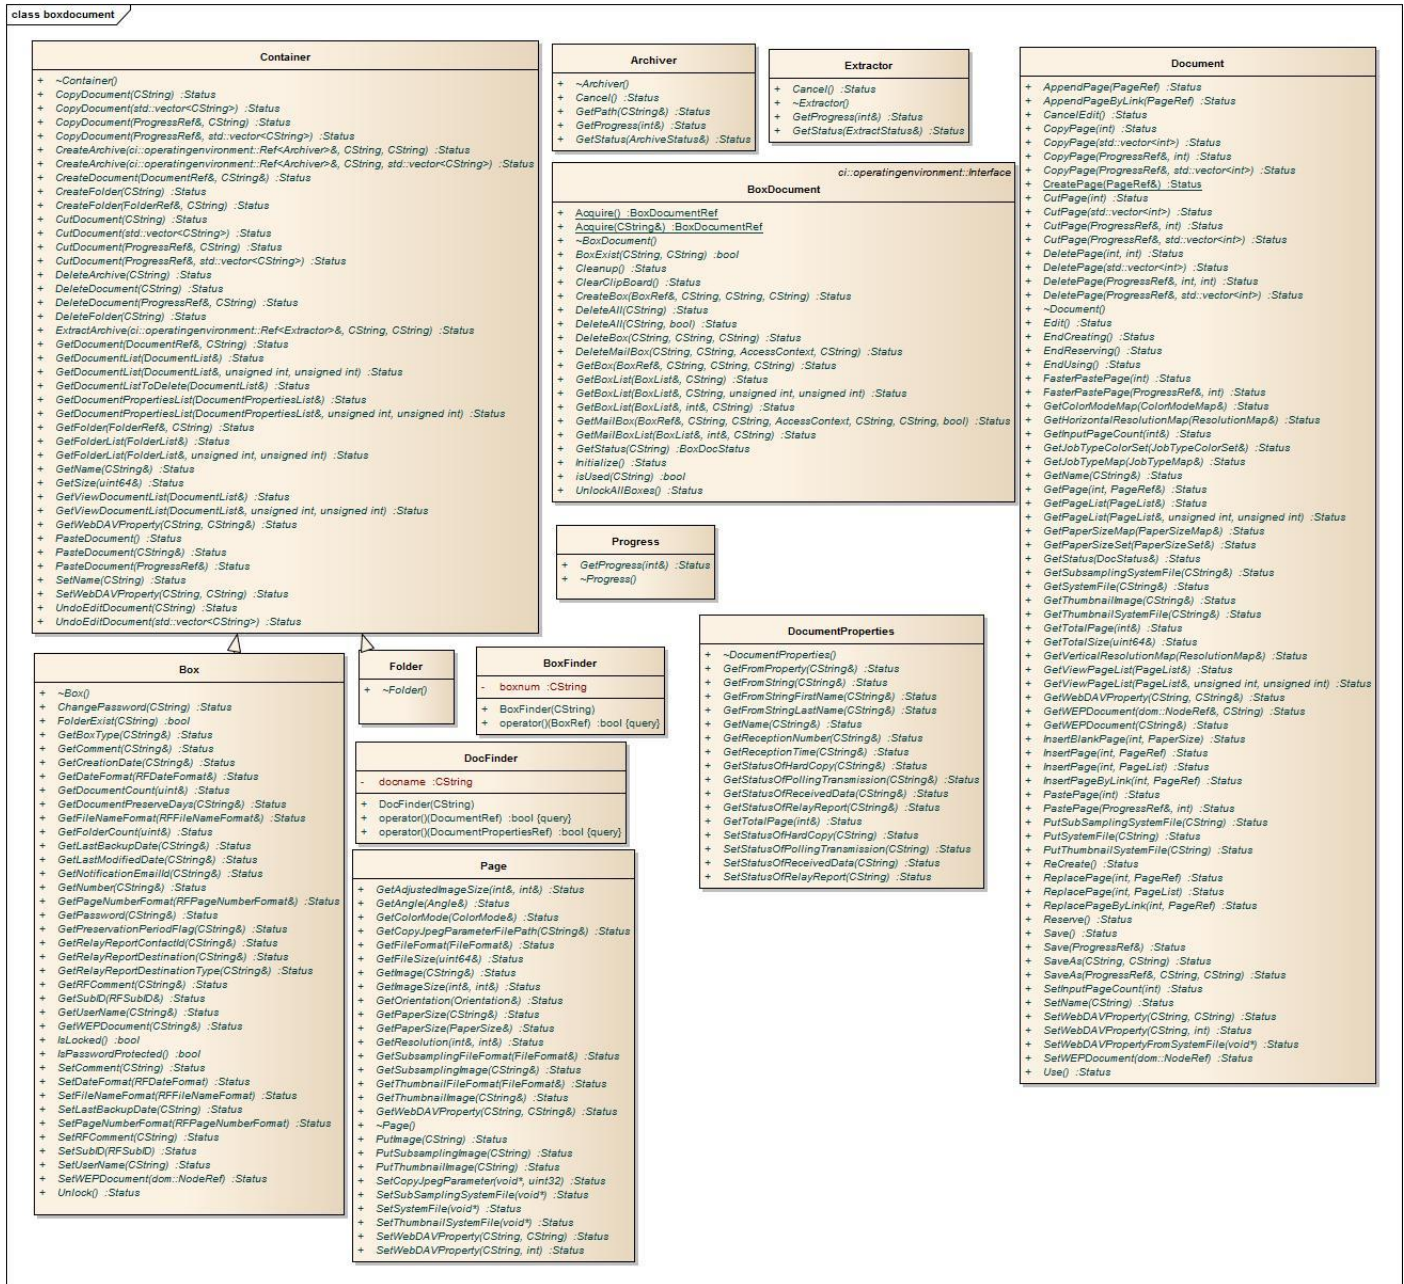 class boxdocument
Container
+ ~Container()
+ CopyDocument(CString) :Status
+ CopyDocument(std::vector<CString>) :Status
+ CopyDocument(ProgressRef&, CString) :Status
+ CopyDocument(ProgressRef&, std::vector<CString>) :Status
+ CreateArchive(ci::operatingenvironment::Ref<Archiver>&, CString, CString) :Status
+ CreateArchive(ci::operatingenvironment::Ref<Archiver>&, CString, std::vector<CString>) :Status
+ CreateDocument(DocumentRef&, CString&) :Status
+ CreateFolder(CString) :Status
+ CreateFolder(FolderRef&, CString) :Status
+ CutDocument(CString) :Status
+ CutDocument(std::vector<CString>) :Status
+ CutDocument(ProgressRef&, CString) :Status
+ CutDocument(ProgressRef&, std::vector<CString>) :Status
+ DeleteArchive(CString) :Status
+ DeleteDocument(CString) :Status
+ DeleteDocument(ProgressRef&, CString) :Status
+ DeleteFolder(CString) :Status
+ ExtractArchive(ci::operatingenvironment::Ref<Extractor>&, CString, CString) :Status
+ GetDocument(DocumentRef&, CString) :Status
+ GetDocumentList(DocumentList&) :Status
+ GetDocumentList(DocumentList&, unsigned int, unsigned int) :Status
+ GetDocumentListToDelete(DocumentList&) :Status
+ GetDocumentPropertiesList(DocumentPropertiesList&) :Status
+ GetDocumentPropertiesList(DocumentPropertiesList&, unsigned int, unsigned int) :Status
+ GetFolder(FolderRef&, CString) :Status
+ GetFolderList(FolderList&) :Status
+ GetFolderList(FolderList&, unsigned int, unsigned int) :Status
+ GetName(CString&) :Status
+ GetSize(uint64&) :Status
+ GetViewDocumentList(DocumentList&) :Status
+ GetViewDocumentList(DocumentList&, unsigned int, unsigned int) :Status
+ GetWebDAVProperty(CString, CString&) :Status
+ PasteDocument() :Status
+ PasteDocument(CString&) :Status
+ PasteDocument(ProgressRef&) :Status
+ SetName(CString) :Status
+ SetWebDAVProperty(CString, CString) :Status
+ UndoEditDocument(CString) :Status
+ UndoEditDocument(std::vector<CString>) :Status
Archiver
+ ~Archiver()
+ Cancel() :Status
+ GetPath(CString&) :Status
+ GetProgress(int&) :Status
+ GetStatus(ArchiveStatus&) :Status
Extractor
+ Cancel() :Status
+ ~Extractor()
+ GetProgress(int&) :Status
+ GetStatus(ExtractStatus&) :Status
ci::operatingenvironment::Interface
BoxDocument
+ Acquire() :BoxDocumentRef
+ Acquire(CString&) :BoxDocumentRef
+ ~BoxDocument()
+ BoxExist(CString, CString) :bool
+ Cleanup() :Status
+ ClearClipBoard() :Status
+ CreateBox(BoxRef&, CString, CString, CString) :Status
+ DeleteAll(CString) :Status
+ DeleteAll(CString, bool) :Status
+ DeleteBox(CString, CString, CString) :Status
+ DeleteMailBox(CString, CString, AccessContext, CString) :Status
+ GetBox(BoxRef&, CString, CString, CString) :Status
+ GetBoxList(BoxList&, CString) :Status
+ GetBoxList(BoxList&, CString, unsigned int, unsigned int) :Status
+ GetBoxList(BoxList&, int&, CString) :Status
+ GetMailBox(BoxRef&, CString, CString, AccessContext, CString, CString, bool) :Status
+ GetMailBoxList(BoxList&, int&, CString) :Status
+ GetStatus(CString) :BoxDocStatus
+ Initialize() :Status
+ isUsed(CString) :bool
+ UnlockAllBoxes() :Status
Progress
+ GetProgress(int&) :Status
+ ~Progress()
Document
+ AppendPage(PageRef) :Status
+ AppendPageByLink(PageRef) :Status
+ CancelEdit() :Status
+ CopyPage(int) :Status
+ CopyPage(std::vector<int>) :Status
+ CopyPage(ProgressRef&, int) :Status
+ CopyPage(ProgressRef&, std::vector<int>) :Status
+ CreatePage(PageRef&) :Status
+ CutPage(int) :Status
+ CutPage(std::vector<int>) :Status
+ CutPage(ProgressRef&, int) :Status
+ CutPage(ProgressRef&, std::vector<int>) :Status
+ DeletePage(int, int) :Status
+ DeletePage(std::vector<int>) :Status
+ DeletePage(ProgressRef&, int, int) :Status
+ DeletePage(ProgressRef&, std::vector<int>) :Status
+ ~Document()
+ Edit() :Status
+ EndCreating() :Status
+ EndReserving() :Status
+ EndUsing() :Status
+ FasterPastePage(int) :Status
+ FasterPastePage(ProgressRef&, int) :Status
+ GetColorModeMap(ColorModeMap&) :Status
+ GetHorizontalResolutionMap(ResolutionMap&) :Status
+ GetInputPageCount(int&) :Status
+ GetJobTypeColorSet(JobTypeColorSet&) :Status
+ GetJobTypeMap(JobTypeMap&) :Status
+ GetName(CString&) :Status
+ GetPage(int, PageRef&) :Status
+ GetPageList(PageList&) :Status
+ GetPageList(PageList&, unsigned int, unsigned int) :Status
+ GetPaperSizeMap(PaperSizeMap&) :Status
+ GetPaperSizeSet(PaperSizeSet&) :Status
+ GetStatus(DocStatus&) :Status
+ GetSubsamplingSystemFile(CString&) :Status
+ GetSystemFile(CString&) :Status
+ GetThumbnailImage(CString&) :Status
+ GetThumbnailSystemFile(CString&) :Status
+ GetTotalPage(int&) :Status
+ GetTotalSize(uint64&) :Status
+ GetVerticalResolutionMap(ResolutionMap&) :Status
+ GetViewPageList(PageList&) :Status
+ GetViewPageList(PageList&, unsigned int, unsigned int) :Status
+ GetWebDAVProperty(CString, CString&) :Status
+ GetWEPDocument(dom::NodeRef&, CString) :Status
+ GetWEPDocument(CString&) :Status
+ InsertBlankPage(int, PaperSize) :Status
+ InsertPage(int, PageRef) :Status
+ InsertPage(int, PageList) :Status
+ InsertPageByLink(int, PageRef) :Status
+ PastePage(int) :Status
+ PastePage(ProgressRef&, int) :Status
+ PutSubSamplingSystemFile(CString) :Status
+ PutSystemFile(CString) :Status
+ PutThumbnailSystemFile(CString) :Status
+ ReCreate() :Status
+ ReplacePage(int, PageRef) :Status
+ ReplacePage(int, PageList) :Status
+ ReplacePageByLink(int, PageRef) :Status
+ Reserve() :Status
+ Save() :Status
+ Save(ProgressRef&) :Status
+ SaveAs(CString, CString) :Status
+ SaveAs(ProgressRef&, CString, CString) :Status
+ SetInputPageCount(int) :Status
+ SetName(CString) :Status
+ SetWebDAVProperty(CString, CString) :Status
+ SetWebDAVProperty(CString, int) :Status
+ SetWebDAVPropertyFromSystemFile(void*) :Status
+ SetWEPDocument(dom::NodeRef) :Status
+ Use() :Status
Box
+ ~Box()
+ ChangePassword(CString) :Status
+ FolderExist(CString) :bool
+ GetBoxType(CString&) :Status
+ GetComment(CString&) :Status
+ GetCreationDate(CString&) :Status
+ GetDateFormat(RFDateFormat&) :Status
+ GetDocumentCount(uint&) :Status
+ GetDocumentPreserveDays(CString&) :Status
+ GetFileNameFormat(RFFileNameFormat&) :Status
+ GetFolderCount(uint&) :Status
+ GetLastBackupDate(CString&) :Status
+ GetLastModifiedDate(CString&) :Status
+ GetNotificationEmailId(CString&) :Status
+ GetNumber(CString&) :Status
+ GetPageNumberFormat(RFPageNumberFormat&) :Status
+ GetPassword(CString&) :Status
+ GetPreservationPeriodFlag(CString&) :Status
+ GetRelayReportContactId(CString&) :Status
+ GetRelayReportDestination(CString&) :Status
+ GetRelayReportDestinationType(CString&) :Status
+ GetRFComment(CString&) :Status
+ GetSubID(RFSubID&) :Status
+ GetUserName(CString&) :Status
+ GetWEPDocument(CString&) :Status
+ IsLocked() :bool
+ IsPasswordProtected() :bool
+ SetComment(CString) :Status
+ SetDateFormat(RFDateFormat) :Status
+ SetFileNameFormat(RFFileNameFormat) :Status
+ SetLastBackupDate(CString) :Status
+ SetPageNumberFormat(RFPageNumberFormat) :Status
+ SetRFComment(CString) :Status
+ SetSubID(RFSubID) :Status
+ SetUserName(CString) :Status
+ SetWEPDocument(dom::NodeRef) :Status
+ Unlock() :Status
Folder
+ ~Folder()
BoxFinder
- boxnum :CString
+ BoxFinder(CString)
+ operator()(BoxRef) :bool {query}
DocFinder
- docname :CString
+ DocFinder(CString)
+ operator()(DocumentRef) :bool {query}
+ operator()(DocumentPropertiesRef) :bool {query}
Page
+ GetAdjustedImageSize(int&, int&) :Status
+ GetAngle(Angle&) :Status
+ GetColorMode(ColorMode&) :Status
+ GetCopyJpegParameterFilePath(CString&) :Status
+ GetFileFormat(FileFormat&) :Status
+ GetFileSize(uint64&) :Status
+ GetImage(CString&) :Status
+ GetImageSize(int&, int&) :Status
+ GetOrientation(Orientation&) :Status
+ GetPaperSize(CString&) :Status
+ GetPaperSize(PaperSize&) :Status
+ GetResolution(int&, int&) :Status
+ GetSubsamplingFileFormat(FileFormat&) :Status
+ GetSubsamplingImage(CString&) :Status
+ GetThumbnailFileFormat(FileFormat&) :Status
+ GetThumbnailImage(CString&) :Status
+ GetWebDAVProperty(CString, CString&) :Status
+ ~Page()
+ PutImage(CString) :Status
+ PutSubsamplingImage(CString) :Status
+ PutThumbnailImage(CString) :Status
+ SetCopyJpegParameter(void*, uint32) :Status
+ SetSubSamplingSystemFile(void*) :Status
+ SetSystemFile(void*) :Status
+ SetThumbnailSystemFile(void*) :Status
+ SetWebDAVProperty(CString, CString) :Status
+ SetWebDAVProperty(CString, int) :Status
DocumentProperties
+ ~DocumentProperties()
+ GetFromProperty(CString&) :Status
+ GetFromString(CString&) :Status
+ GetFromStringFirstName(CString&) :Status
+ GetFromStringLastName(CString&) :Status
+ GetName(CString&) :Status
+ GetReceptionNumber(CString&) :Status
+ GetReceptionTime(CString&) :Status
+ GetStatusOfHardCopy(CString&) :Status
+ GetStatusOfPollingTransmission(CString&) :Status
+ GetStatusOfReceivedData(CString&) :Status
+ GetStatusOfRelayReport(CString&) :Status
+ GetTotalPage(int&) :Status
+ SetStatusOfHardCopy(CString) :Status
+ SetStatusOfPollingTransmission(CString) :Status
+ SetStatusOfReceivedData(CString) :Status
+ SetStatusOfRelayReport(CString) :Status